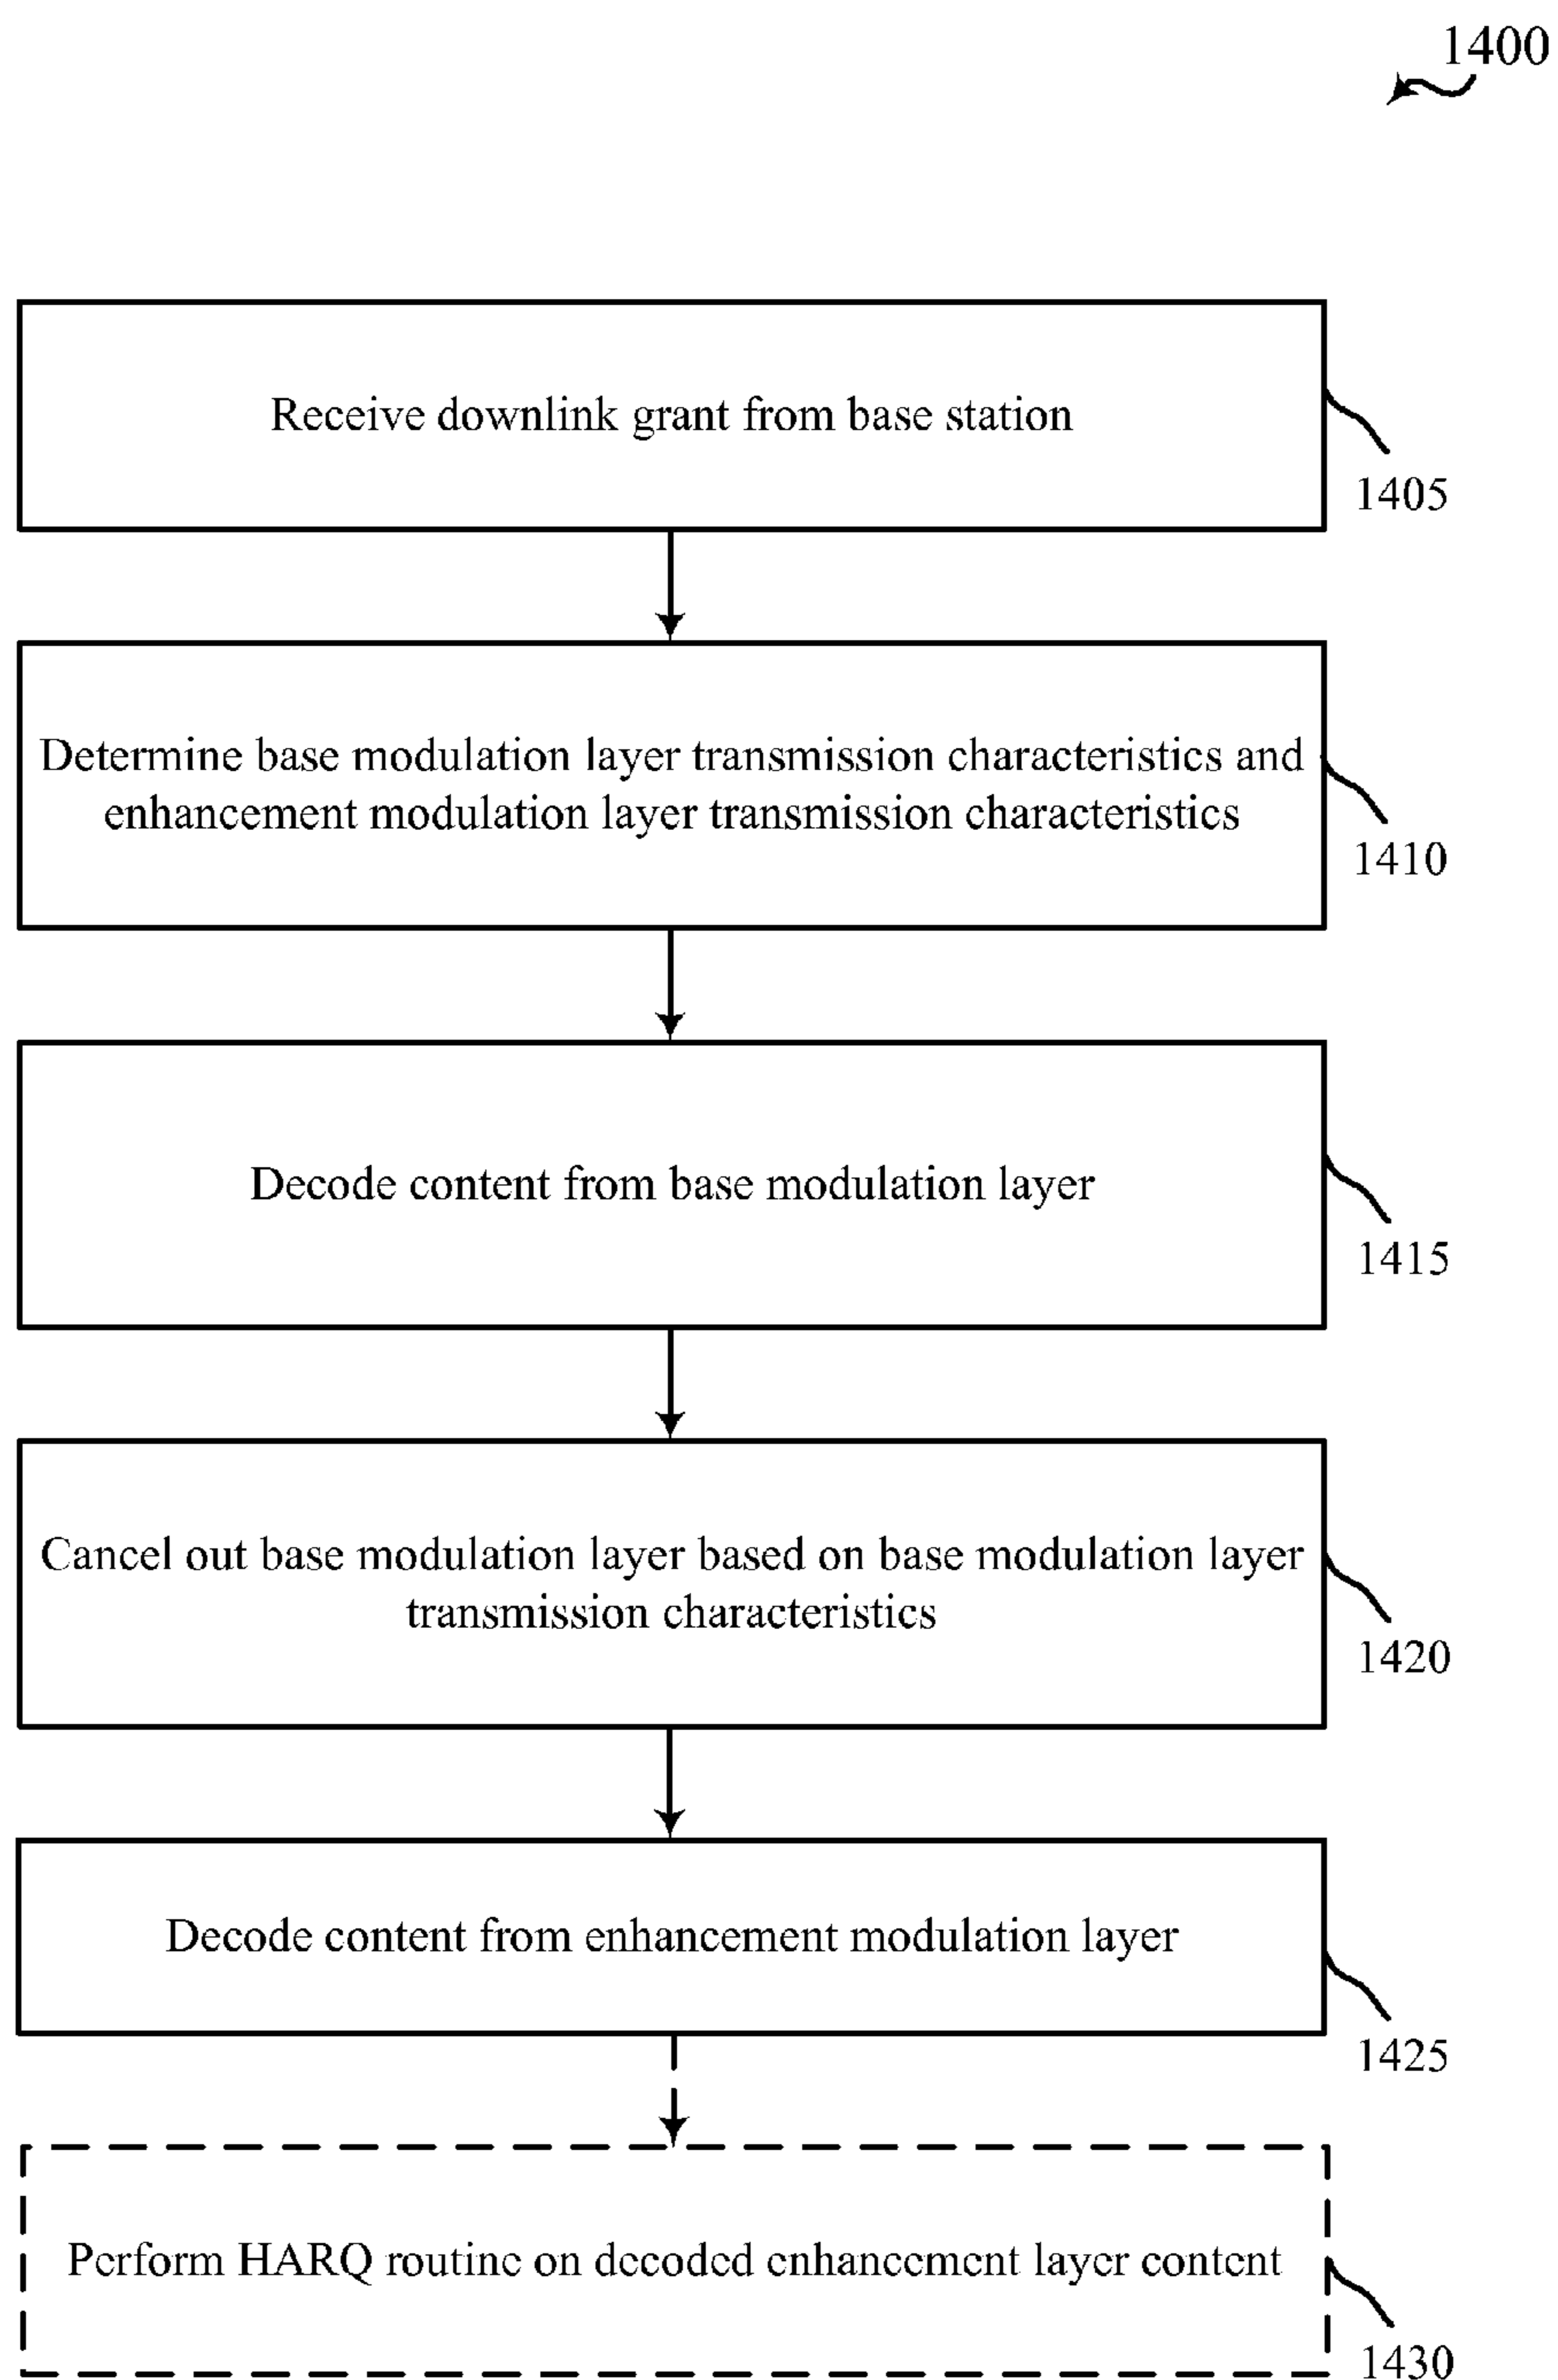 1400
Receive downlink grant from base station
1405
Determine base modulation layer transmission characteristics and
enhancement modulation layer transmission characteristics
1410
Decode content from base modulation layer
1415
Cancel out base modulation layer based on base modulation layer
transmission characteristics
1420
Decode content from enhancement modulation layer
1425
Perform HARQ routine on decoded enhancement layer content
1430